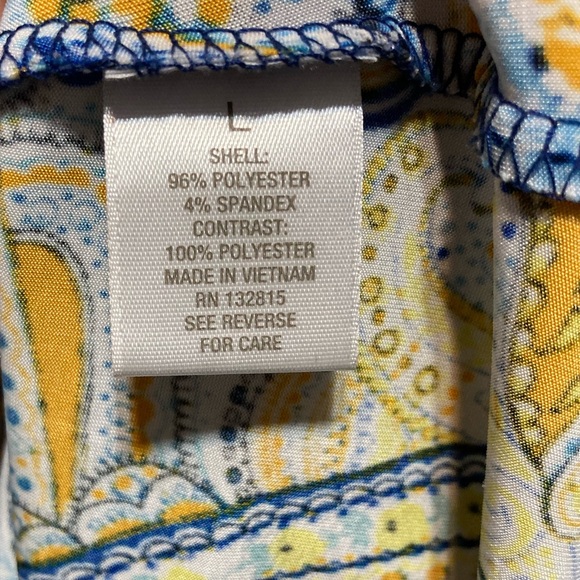 L
SHELL:
96% POLYESTER
4% SPANDEX
CONTRAST:
100% POLYESTER
MADE IN VIETNAM
RN 132815
SEE REVERSE
FOR CARE